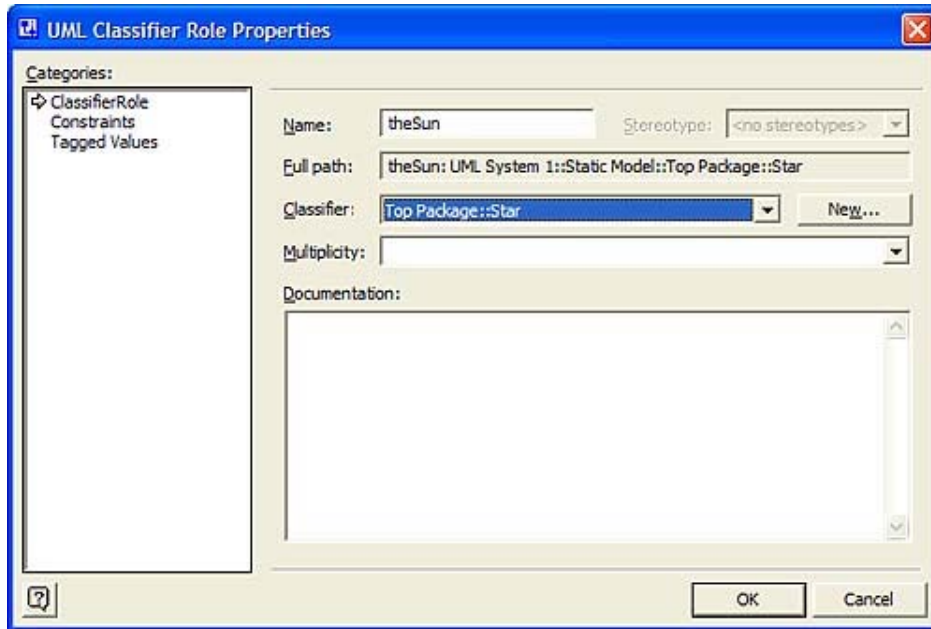 UML Classifier Role Properties
Categories:
ClassifierRole
Constraints
Tagged Values
Name: theSun Stereotype: <no stereotypes>
Full path: theSun: UML System 1::Static Model::Top Package::Star
Classifier: Top Package::Star New...
Multiplicity:
Documentation:
OK Cancel